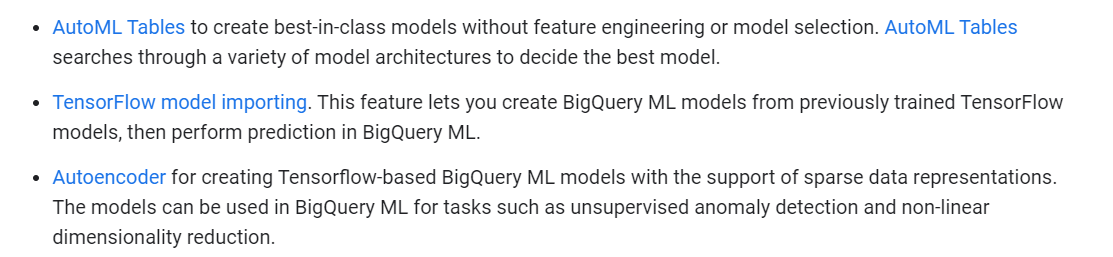 • AutoML Tables to create best-in-class models without feature engineering or model selection. AutoML Tables
searches through a variety of model architectures to decide the best model.
• TensorFlow model importing. This feature lets you create BigQuery ML models from previously trained TensorFlow
models, then perform prediction in BigQuery ML.
• Autoencoder for creating Tensorflow-based BigQuery ML models with the support of sparse data representations.
The models can be used in BigQuery ML for tasks such as unsupervised anomaly detection and non-linear
dimensionality reduction.